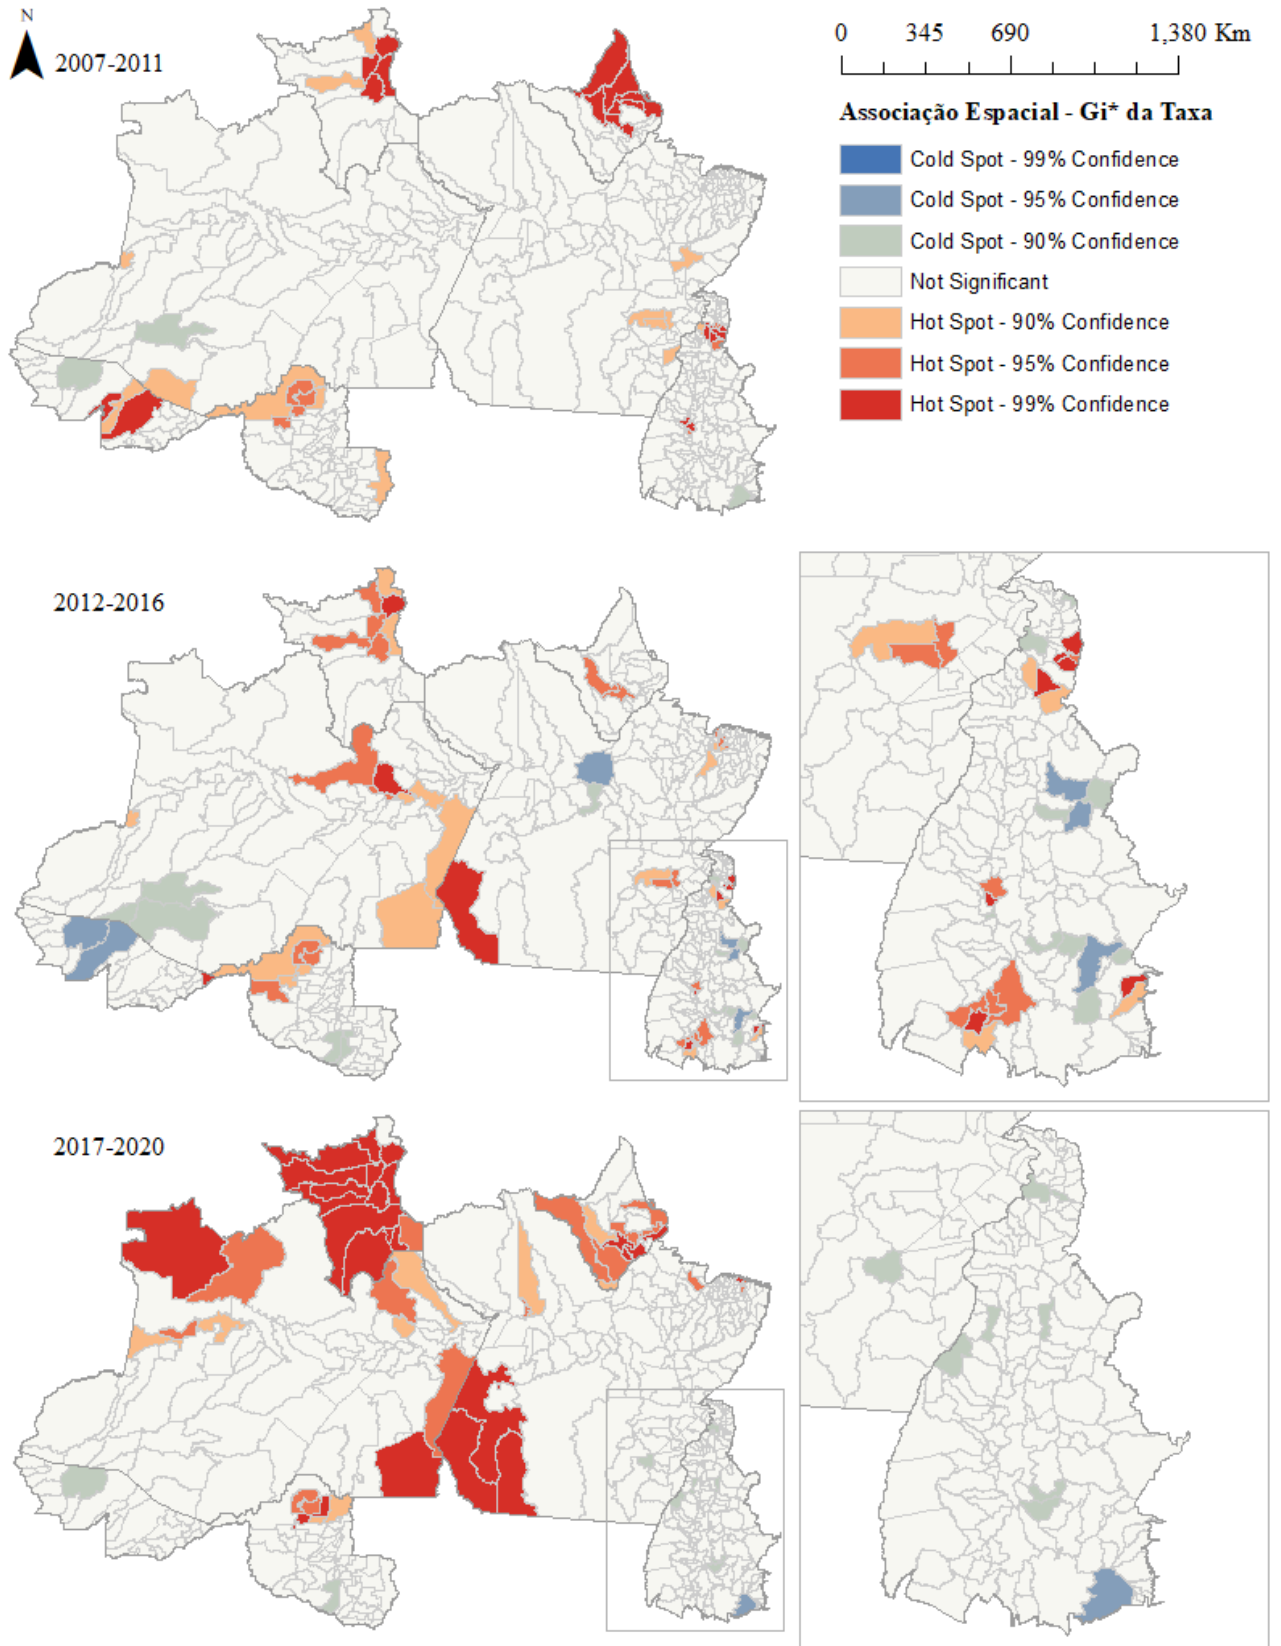 N
2007-2011
0 345 690 1,380 Km
Associação Espacial - Gi* da Taxa
Cold Spot - 99% Confidence
Cold Spot - 95% Confidence
Cold Spot - 90% Confidence
Not Significant
Hot Spot - 90% Confidence
Hot Spot - 95% Confidence
Hot Spot - 99% Confidence
2012-2016
2017-2020